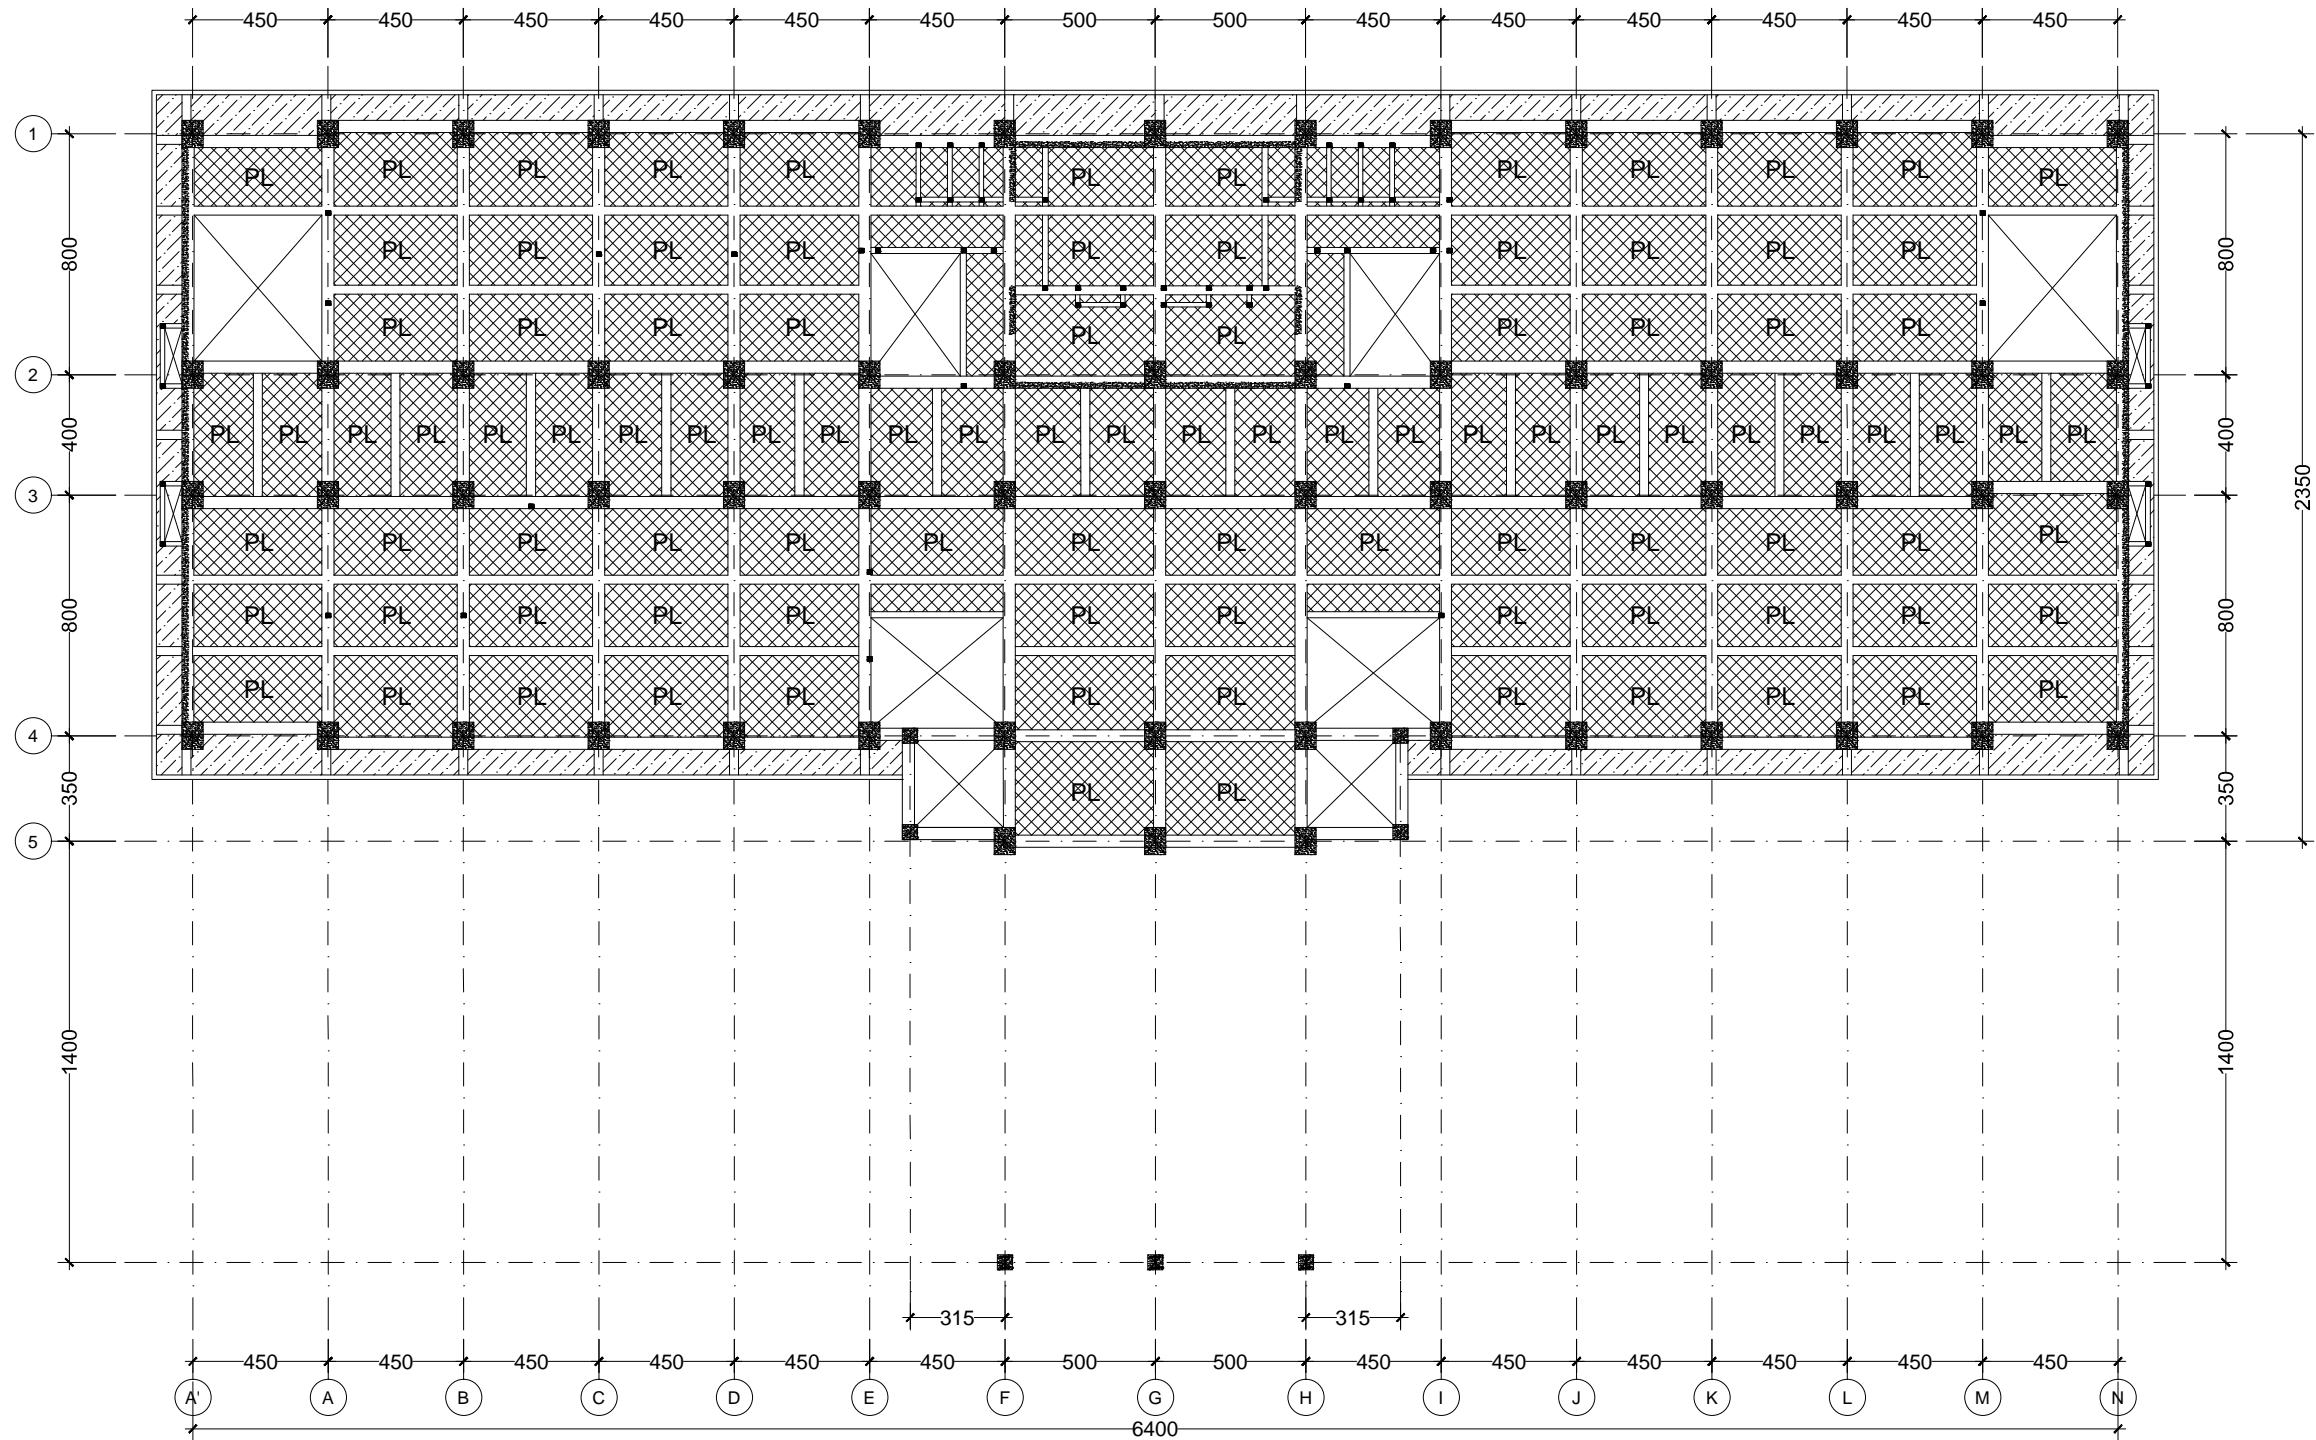 450 450 450 450 450 450 500 500 450 450 450 450 450 450
1
PL PL PL PL PL PL PL PL PL PL PL PL
800 PL PL PL PL PL PL PL PL PL PL 800
PL PL PL PL PL PL PL PL PL PL
2
400 PL PL PL PL PL PL PL PL PL PL PL PL PL PL PL PL PL PL PL PL PL PL PL PL PL PL PL PL 400
2350
3
PL PL PL PL PL PL PL PL PL PL PL PL PL PL
800 PL PL PL PL PL PL PL PL PL PL PL PL 800
PL PL PL PL PL PL PL PL PL PL PL PL
4
350 PL PL 350
5
1400 1400
315 315
450 450 450 450 450 450 500 500 450 450 450 450 450 450
A' A B C D E F G H I J K L M N
6400